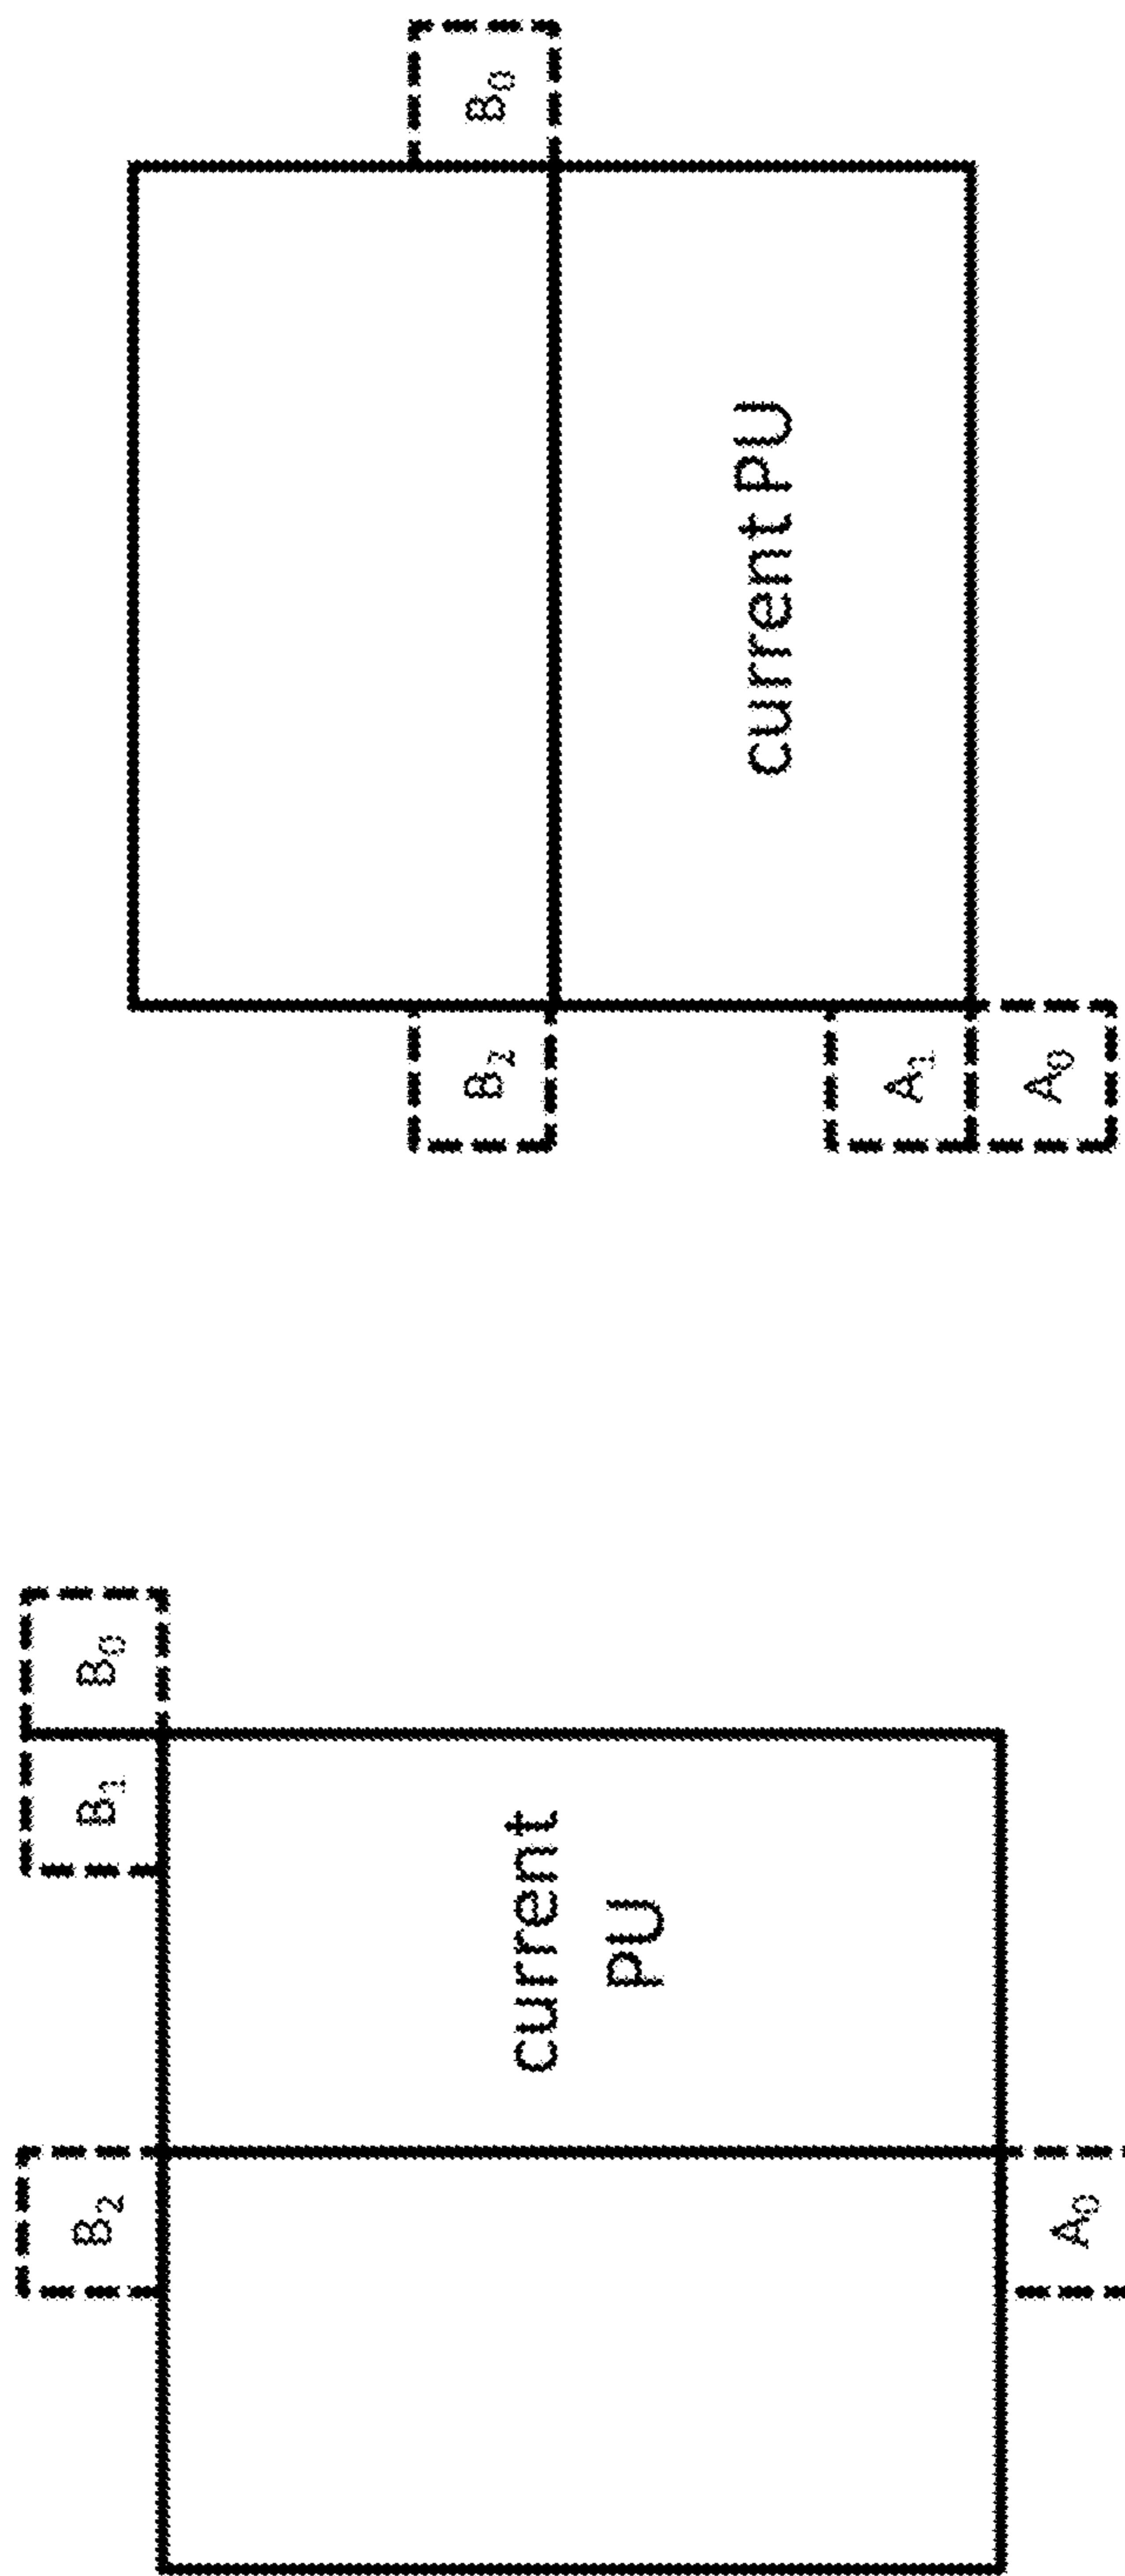 B₂ B₁ B₀
current
PU
A₀
B₂ B₀
current PU
A₁
A₀